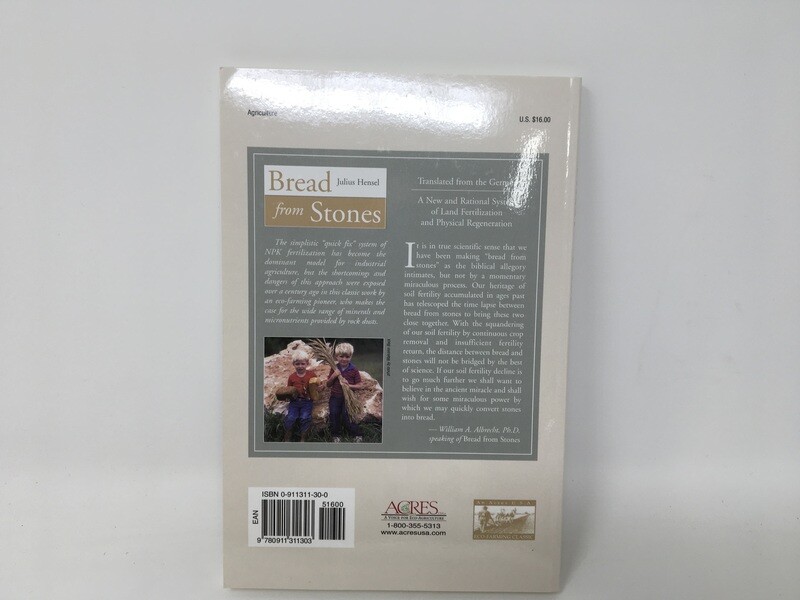 Agriculture
U.S. $16.00
Bread Julius Hensel
from Stones
The simplistic "quick fix" system of
NPK fertilization has become the
dominant model for industrial
agriculture, but the shortcomings and
dangers of this approach were exposed
over a century ago in this classic work by
an eco-farming pioneer, who makes the
case for the wide range of minerals and
micronutrients provided by rock dusts.
Translated from the German
A New and Rational System
of Land Fertilization
and Physical Regeneration
It is in true scientific sense that we
have been making "bread from
stones" as the biblical allegory
intimates, but not by a momentary
miraculous process. Our heritage of
soil fertility accumulated in ages past
has telescoped the time lapse between
bread from stones to bring these two
close together. With the squandering
of our soil fertility by continuous crop
removal and insufficient fertility
return, the distance between bread and
stones will not be bridged by the best
of science. If our soil fertility decline is
to go much further we shall want to
believe in the ancient miracle and shall
wish for some miraculous power by
which we may quickly convert stones
into bread.
— William A. Albrecht, Ph.D.
speaking of Bread from Stones
ISBN 0-911311-30-0
51600
EAN
9 780911 311303
ACRES
A VOICE FOR ECO-AGRICULTURE
1-800-355-5313
www.acresusa.com
ECO-FARMING CLASSIC